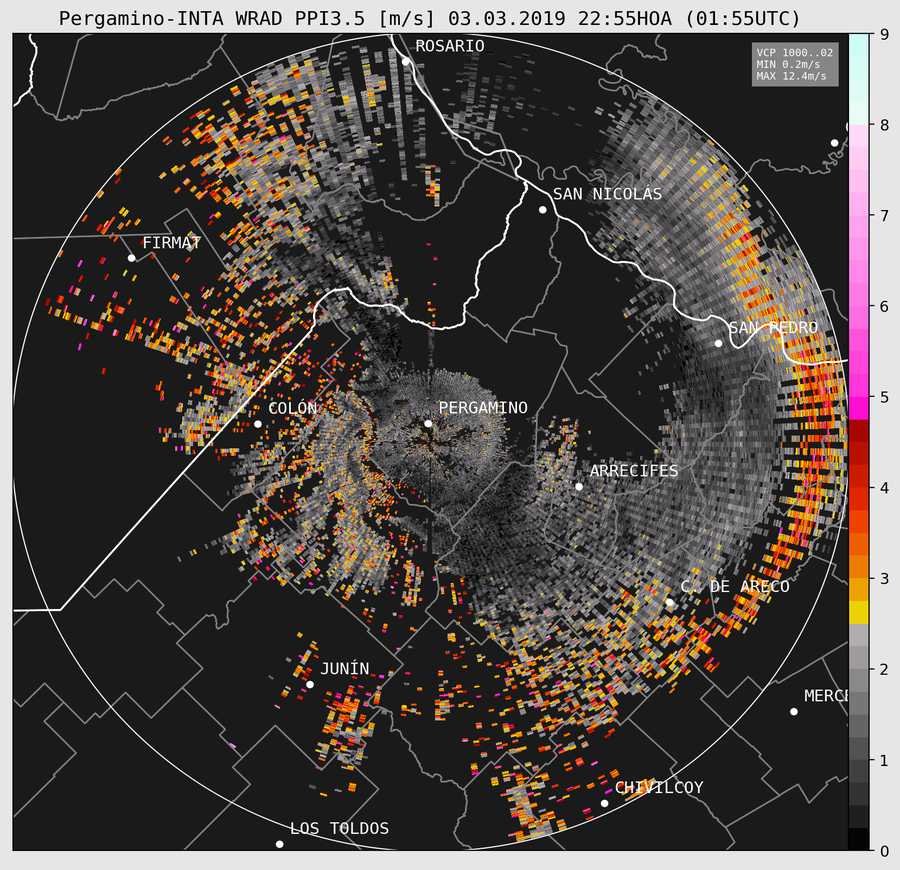 Pergamino-INTA WRAD PPI3.5 [m/s] 03.03.2019 22:55HOA (01:55UTC)
ROSARIO
VCP 1000..02
MIN 0.2m/s
MAX 12.4m/s
SAN NICOLÁS
FIRMAT
SAN PEDRO
COLÓN
PERGAMINO
ARRECIFES
C. DE ARECO
JUNÍN
MERCE
CHIVILCOY
LOS TOLDOS
9
8
7
6
5
4
3
2
1
0